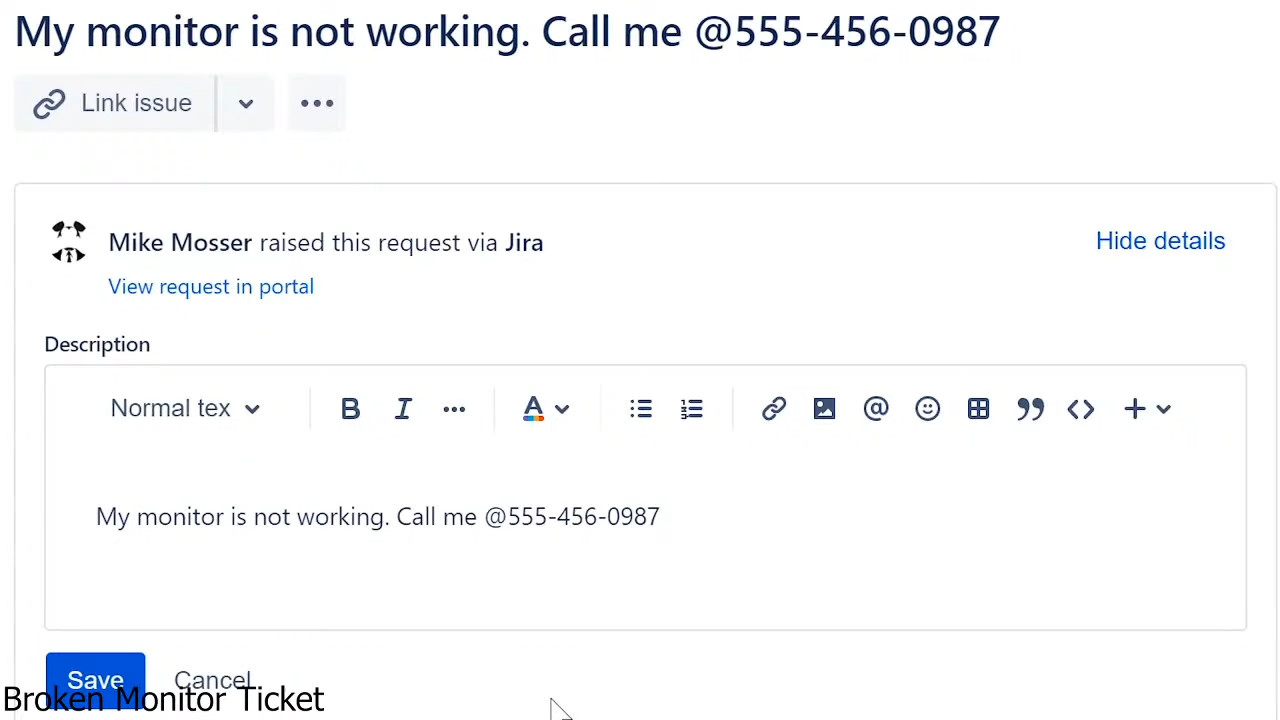 My monitor is not working. Call me @555-456-0987
Link issue
Mike Mosser raised this request via Jira
Hide details
View request in portal
Description
Normal tex
My monitor is not working. Call me @555-456-0987
Save
Cancel
Broken Monitor Ticket